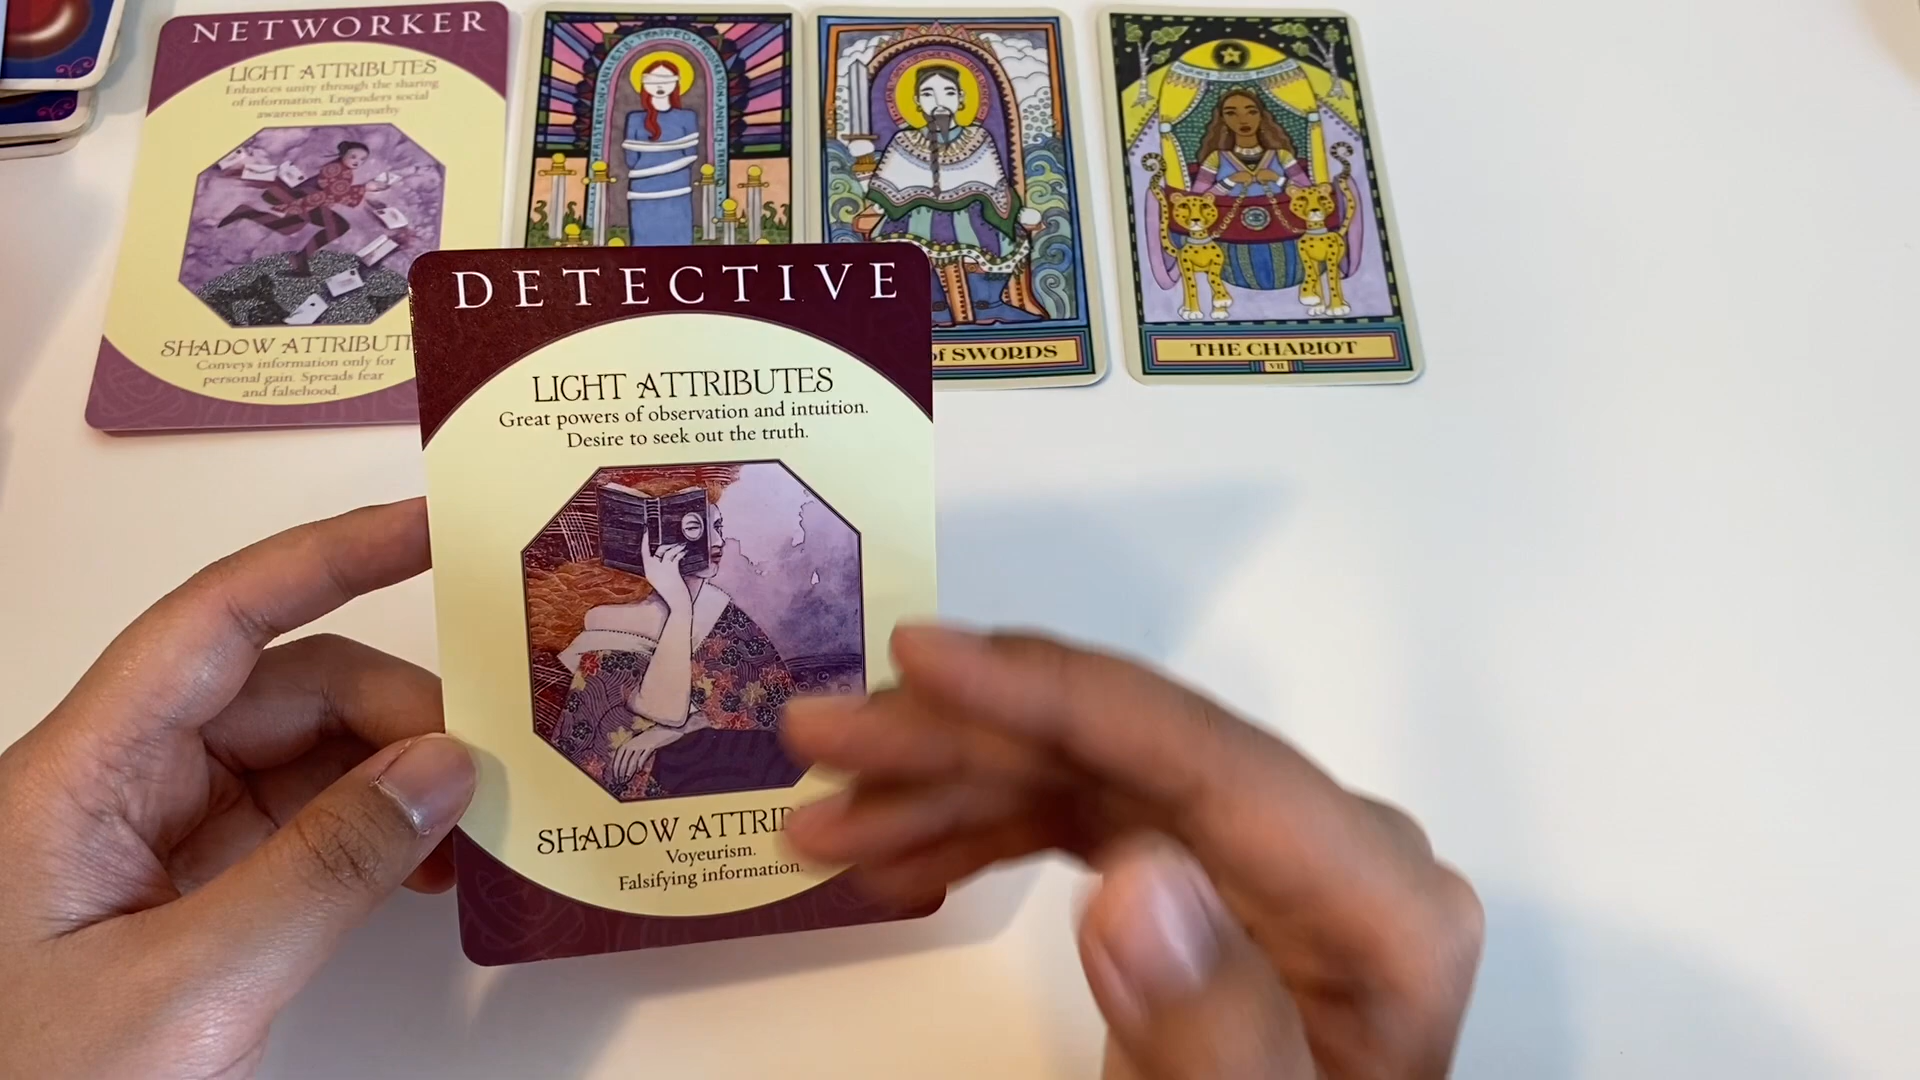 NETWORKER
LIGHT ATTRIBUTES
Enhances unity through the sharing
of information. Engenders social
awareness and empathy
SHADOW ATTRIBUT
Conveys information only for
personal gain. Spreads fear
and falsehood.
TRAPPED
of SWORDS
THE CHARIOT
VII
DETECTIVE
LIGHT ATTRIBUTES
Great powers of observation and intuition.
Desire to seek out the truth.
SHADOW ATTRIB
Voyeurism.
Falsifying information.